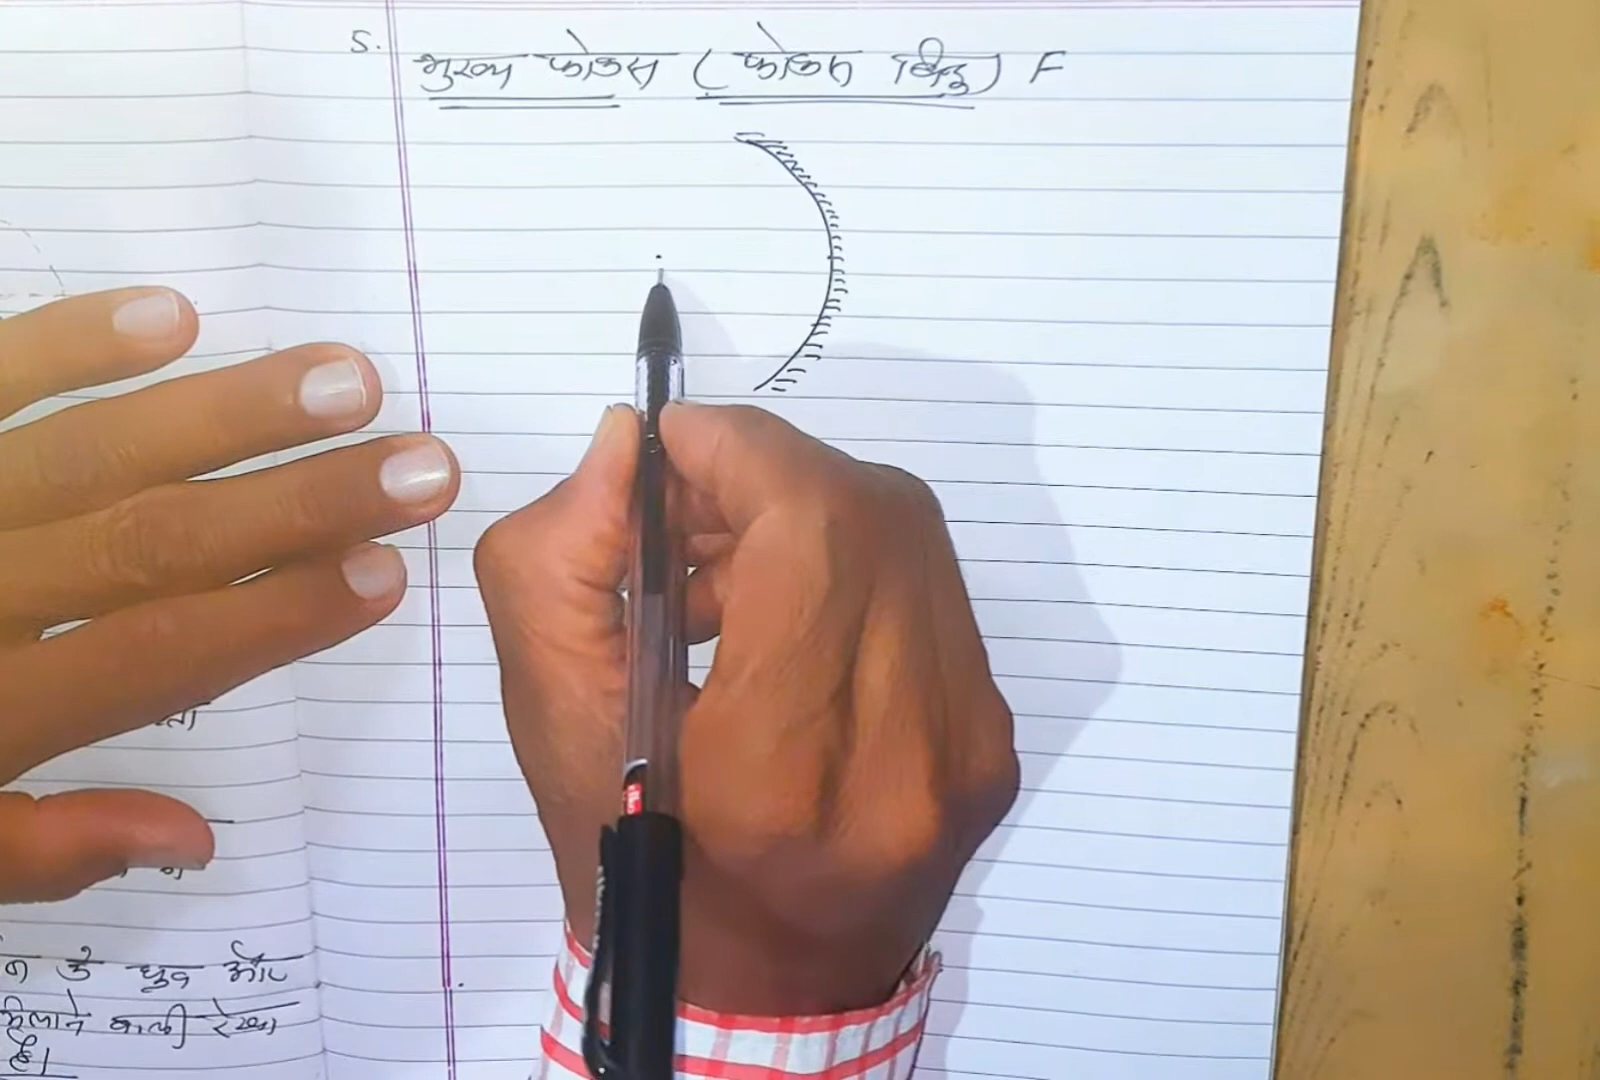 5. मुख्य फोकस (फोकस बिंदु) F
ता
के ध्रुव और
मिलाने वाली रेखा
है।